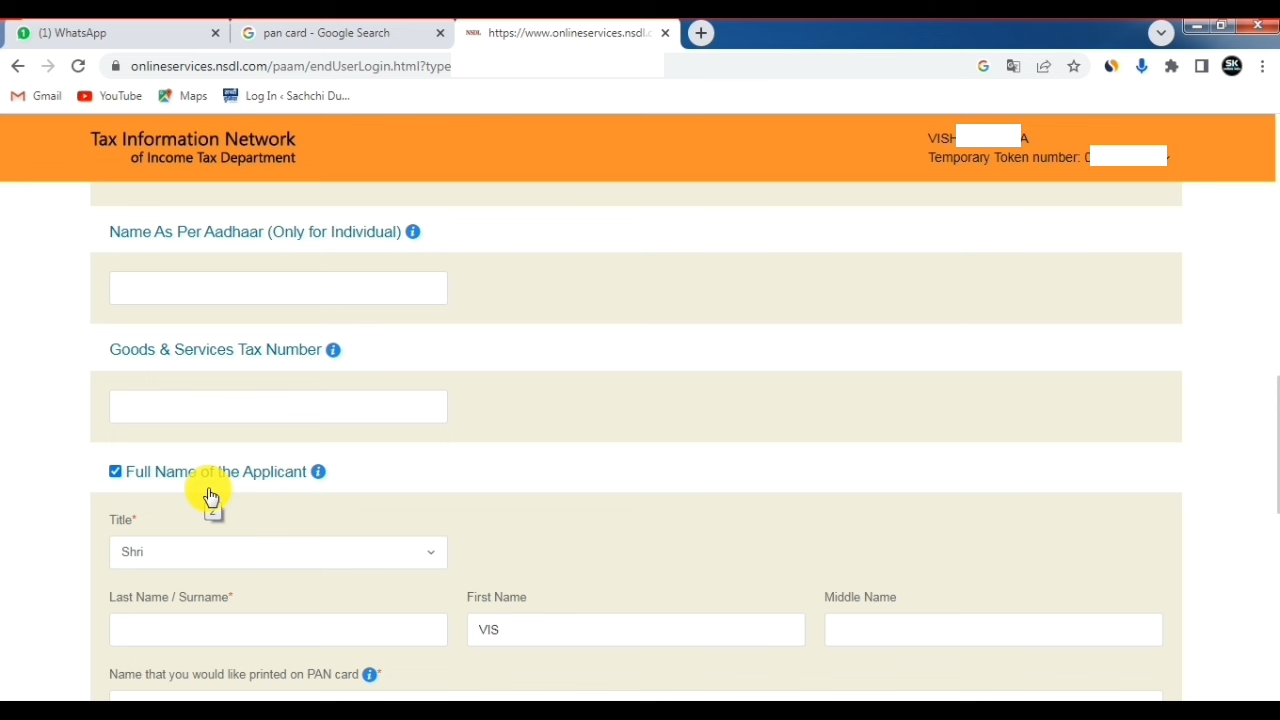 (1) WhatsApp
pan card - Google Search
NSDL https://www.onlineservices.nsdl.c
onlineservices.nsdl.com/paam/endUserLogin.html?type
SK
Gmail YouTube Maps Log In ‹ Sachchi Du...
Tax Information Network
of Income Tax Department
VISH A
Temporary Token number: 0
Name As Per Aadhaar (Only for Individual)
Goods & Services Tax Number
Full Name of the Applicant
Title*
Shri
Last Name / Surname* First Name Middle Name
VIS
Name that you would like printed on PAN card *